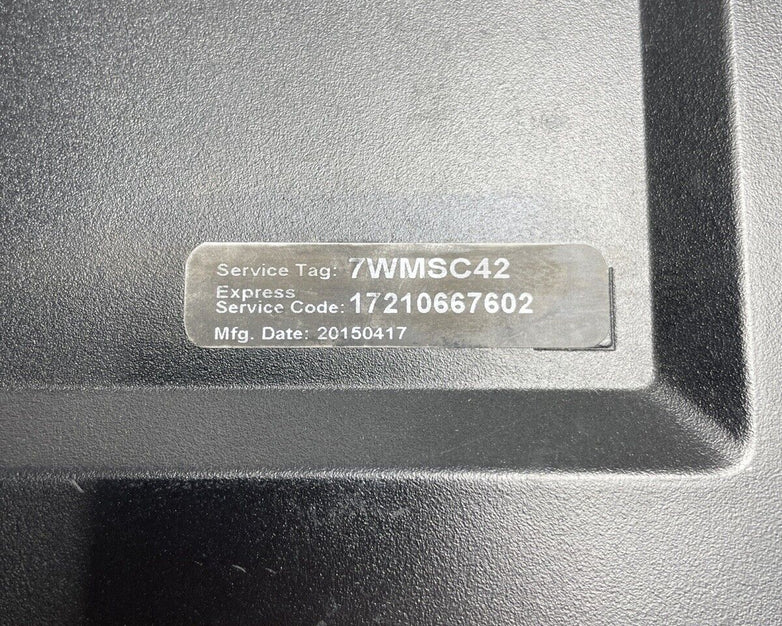 Service Tag: 7WMSC42
Express
Service Code: 17210667602
Mfg. Date: 20150417